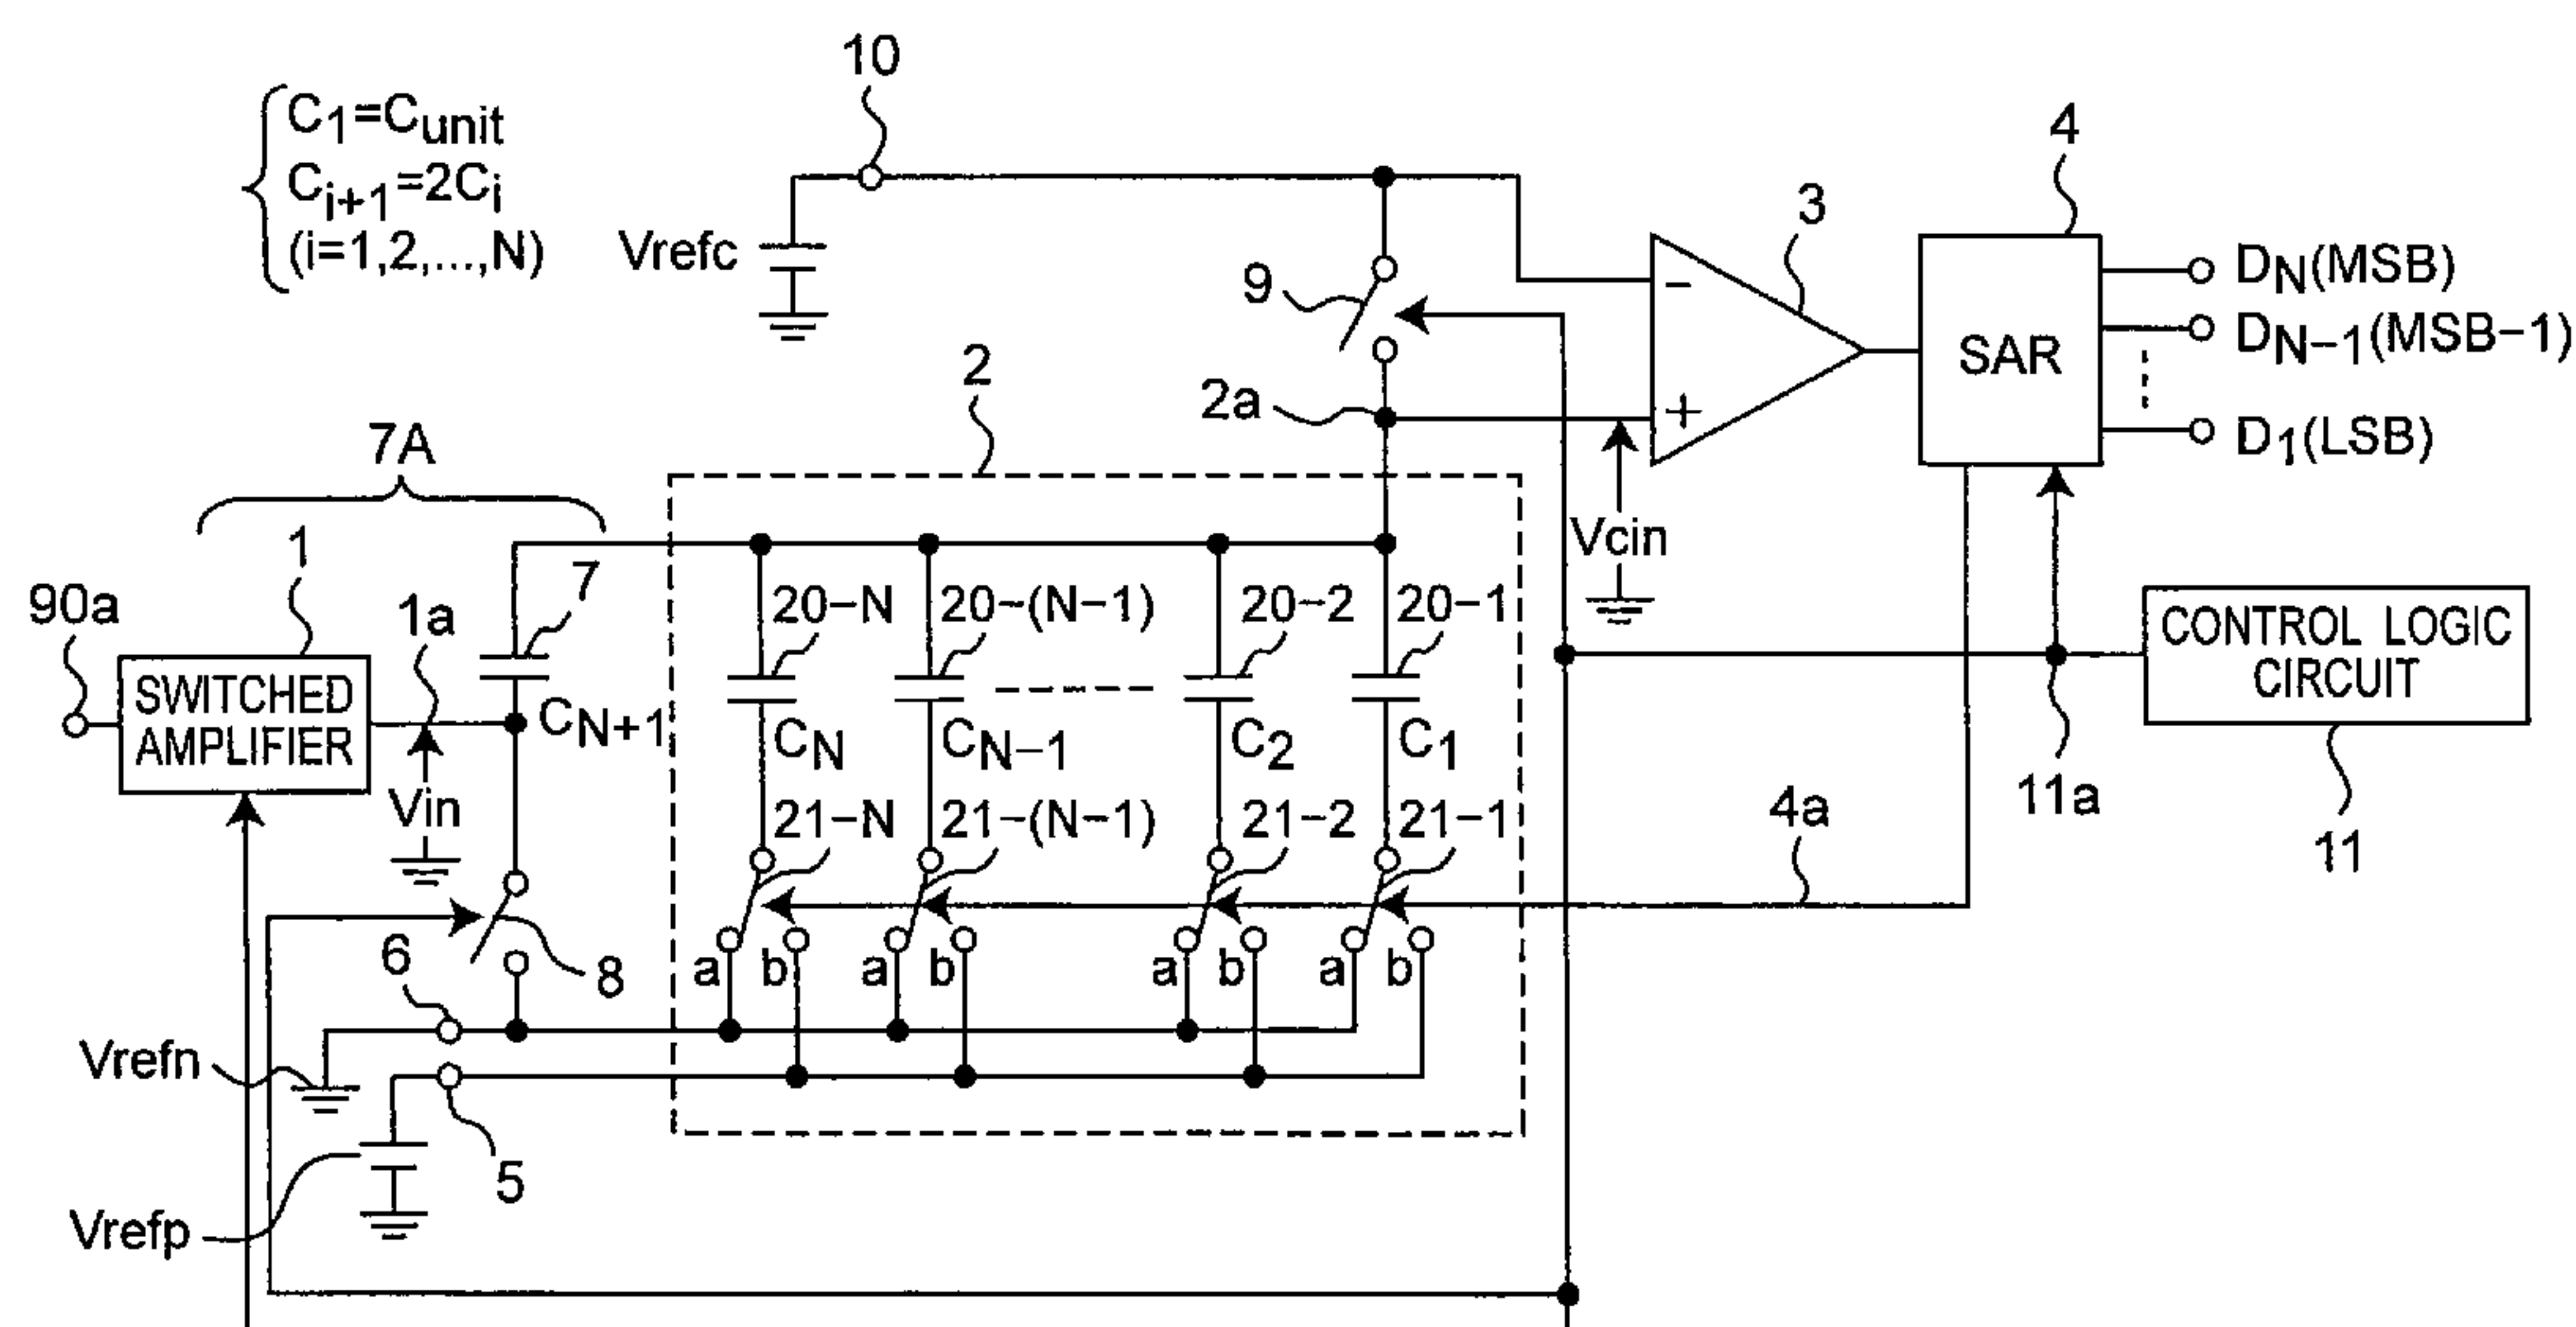 10
C1=Cunit
Ci+1=2Ci
(i=1,2,...,N)
Vrefc
9
3
4
SAR
DN(MSB)
DN−1(MSB−1)
D1(LSB)
−
+
2
2a
7A
Vcin
1
7
90a
1a
20−N
20−(N−1)
20−2
20−1
CONTROL LOGIC
CIRCUIT
SWITCHED
AMPLIFIER
CN+1
CN
CN−1
C2
C1
11a
11
Vin
21−N
21−(N−1)
21−2
21−1
4a
6
8
a b a b a b a b
Vrefn
5
Vrefp